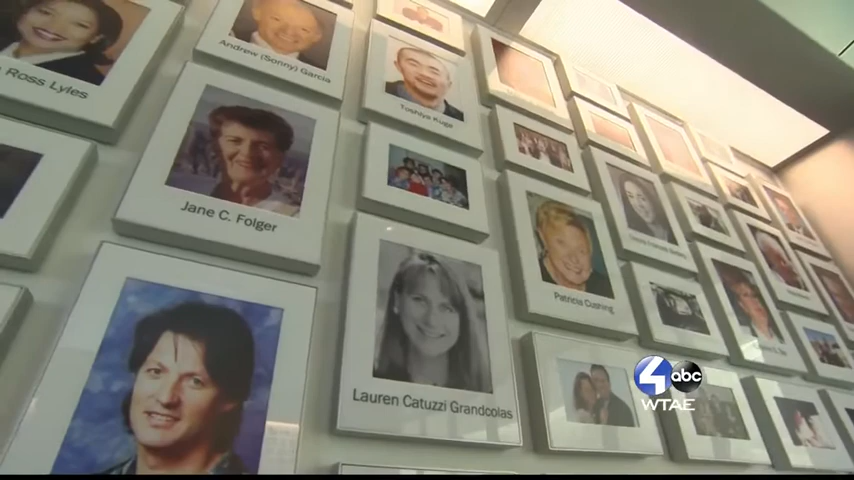 Ross Lyles
Andrew (Sonny) Garcia
Toshiya Kuge
Jane C. Folger
Patricia Cushing
Lauren Catuzzi Grandcolas
4 abc
WTAE